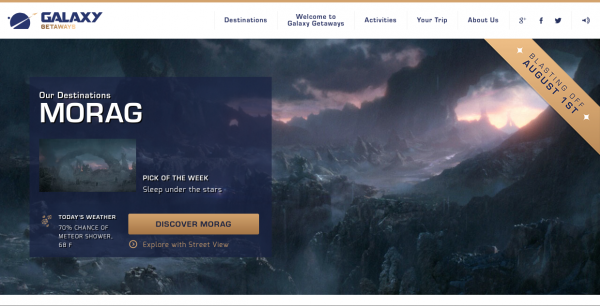 GALAXY
GETAWAYS
Destinations
Welcome to
Galaxy Getaways
Activities
Your Trip
About Us
g+
f
BLASTING OFF
AUGUST 1ST
Our Destinations
MORAG
PICK OF THE WEEK
Sleep under the stars
TODAY'S WEATHER
70% CHANCE OF
METEOR SHOWER,
68 F
DISCOVER MORAG
Explore with Street View